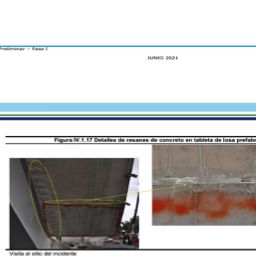 Preliminar – Fase I
JUNIO 2021
Figura IV.1.17 Detalles de resanes de concreto en tableta de losa prefab
Visita al sitio del incidente